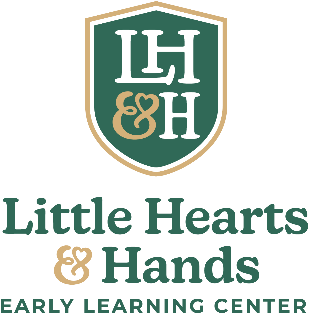 LH
&H
Little Hearts
& Hands
EARLY LEARNING CENTER